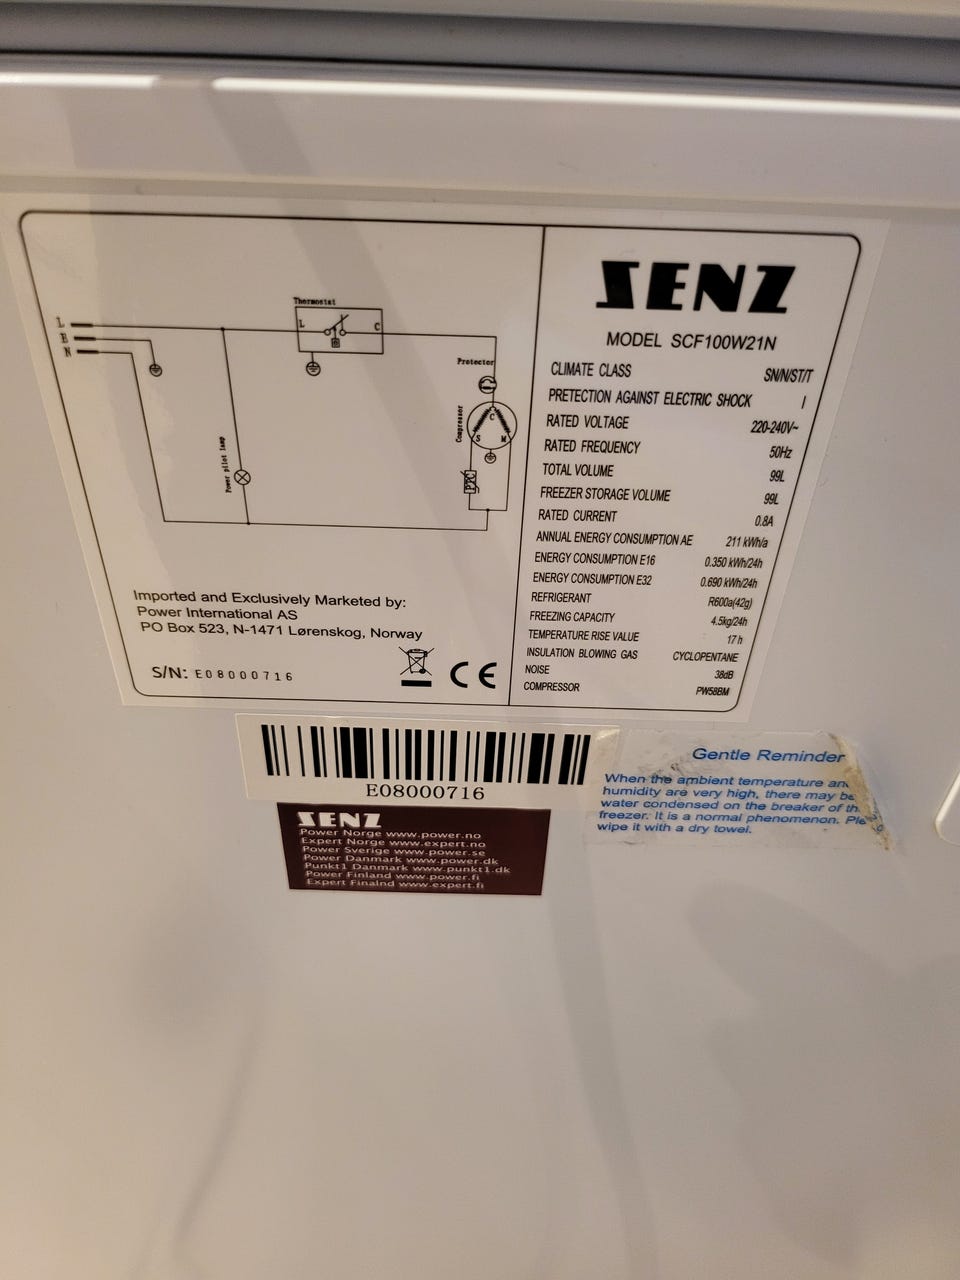 Thermostat
L
E
N
L
C
Protector
Compressor
C
S
M
PTC
Power pilot lamp
Imported and Exclusively Marketed by:
Power International AS
PO Box 523, N-1471 Lørenskog, Norway
S/N: E08000716
CE
SENZ
MODEL SCF100W21N
CLIMATE CLASS SN/N/ST/T
PRETECTION AGAINST ELECTRIC SHOCK I
RATED VOLTAGE 220-240V~
RATED FREQUENCY 50Hz
TOTAL VOLUME 99L
FREEZER STORAGE VOLUME 99L
RATED CURRENT 0.8A
ANNUAL ENERGY CONSUMPTION AE 211 kWh/a
ENERGY CONSUMPTION E16 0.350 kWh/24h
ENERGY CONSUMPTION E32 0.690 kWh/24h
REFRIGERANT R600a(42g)
FREEZING CAPACITY 4.5kg/24h
TEMPERATURE RISE VALUE 17 h
INSULATION BLOWING GAS CYCLOPENTANE
NOISE 38dB
COMPRESSOR PW58BM
E08000716
SENZ
Power Norge www.power.no
Expert Norge www.expert.no
Power Sverige www.power.se
Power Danmark www.power.dk
Punkt1 Danmark www.punkt1.dk
Power Finland www.power.fi
Expert Finalnd www.expert.fi
Gentle Reminder
When the ambient temperature an
humidity are very high, there may be
water condensed on the breaker of th
freezer. It is a normal phenomenon. Ple
wipe it with a dry towel.